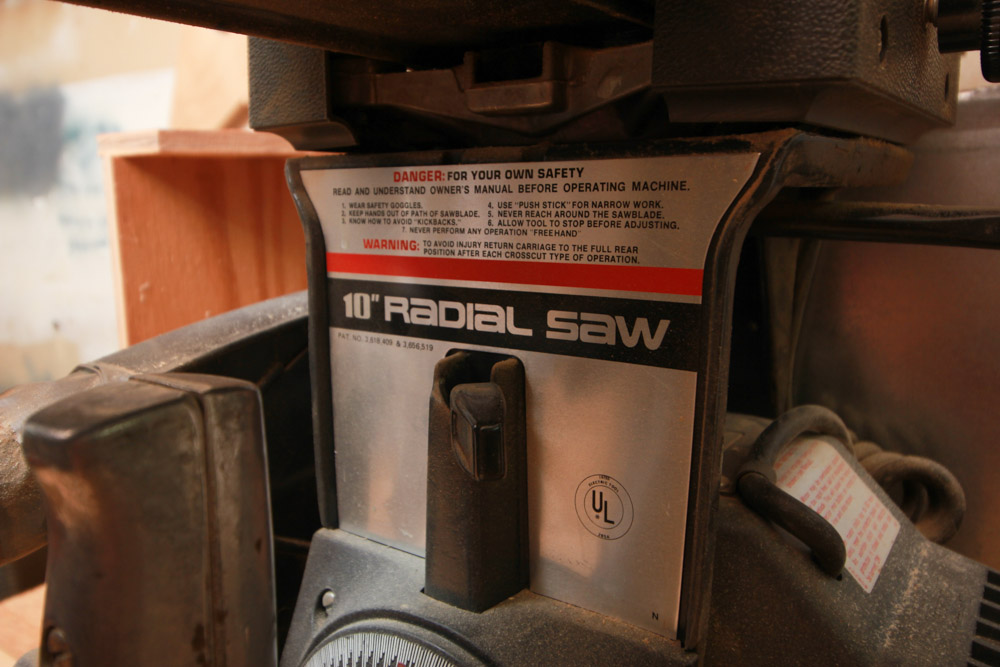 DANGER: FOR YOUR OWN SAFETY
READ AND UNDERSTAND OWNER'S MANUAL BEFORE OPERATING MACHINE.
1. WEAR SAFETY GOGGLES.
2. KEEP HANDS OUT OF PATH OF SAWBLADE.
3. KNOW HOW TO AVOID "KICKBACKS."
4. USE "PUSH STICK" FOR NARROW WORK.
5. NEVER REACH AROUND THE SAWBLADE.
6. ALLOW TOOL TO STOP BEFORE ADJUSTING.
7. NEVER PERFORM ANY OPERATION "FREEHAND"
WARNING: TO AVOID INJURY RETURN CARRIAGE TO THE FULL REAR
POSITION AFTER EACH CROSSCUT TYPE OF OPERATION.
10" RADIAL SAW
PAT. NO. 3,618,409 & 3,656,519
ELECTRIC TOOL
UL
N